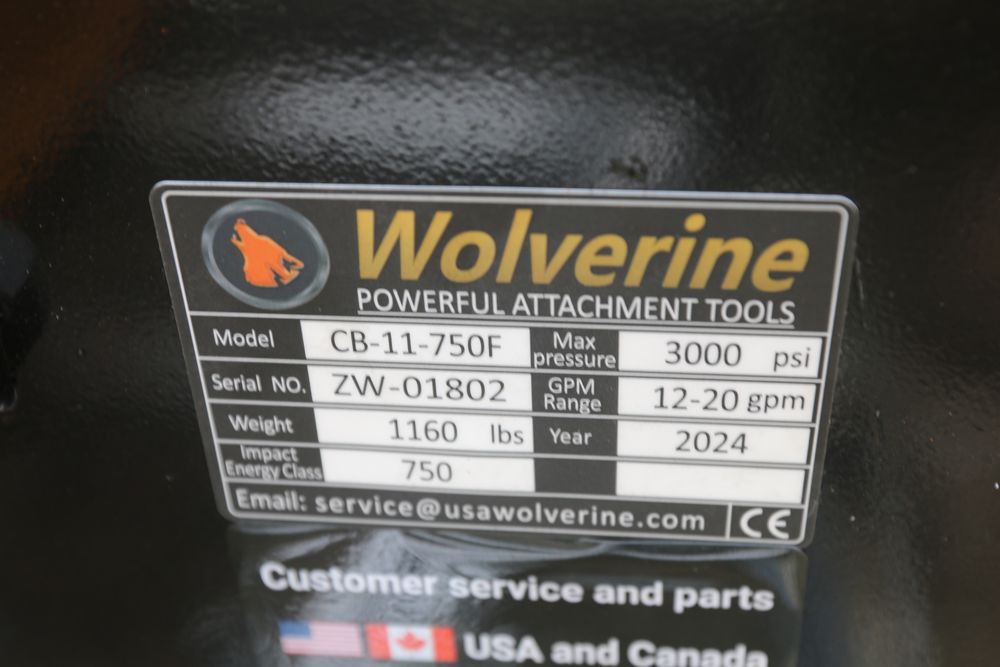 Wolverine
POWERFUL ATTACHMENT TOOLS
Model CB-11-750F Max pressure 3000 psi
Serial NO. ZW-01802 GPM Range 12-20 gpm
Weight 1160 lbs Year 2024
Impact Energy Class 750
Email: service@usawolverine.com CE
Customer service and parts
USA and Canada